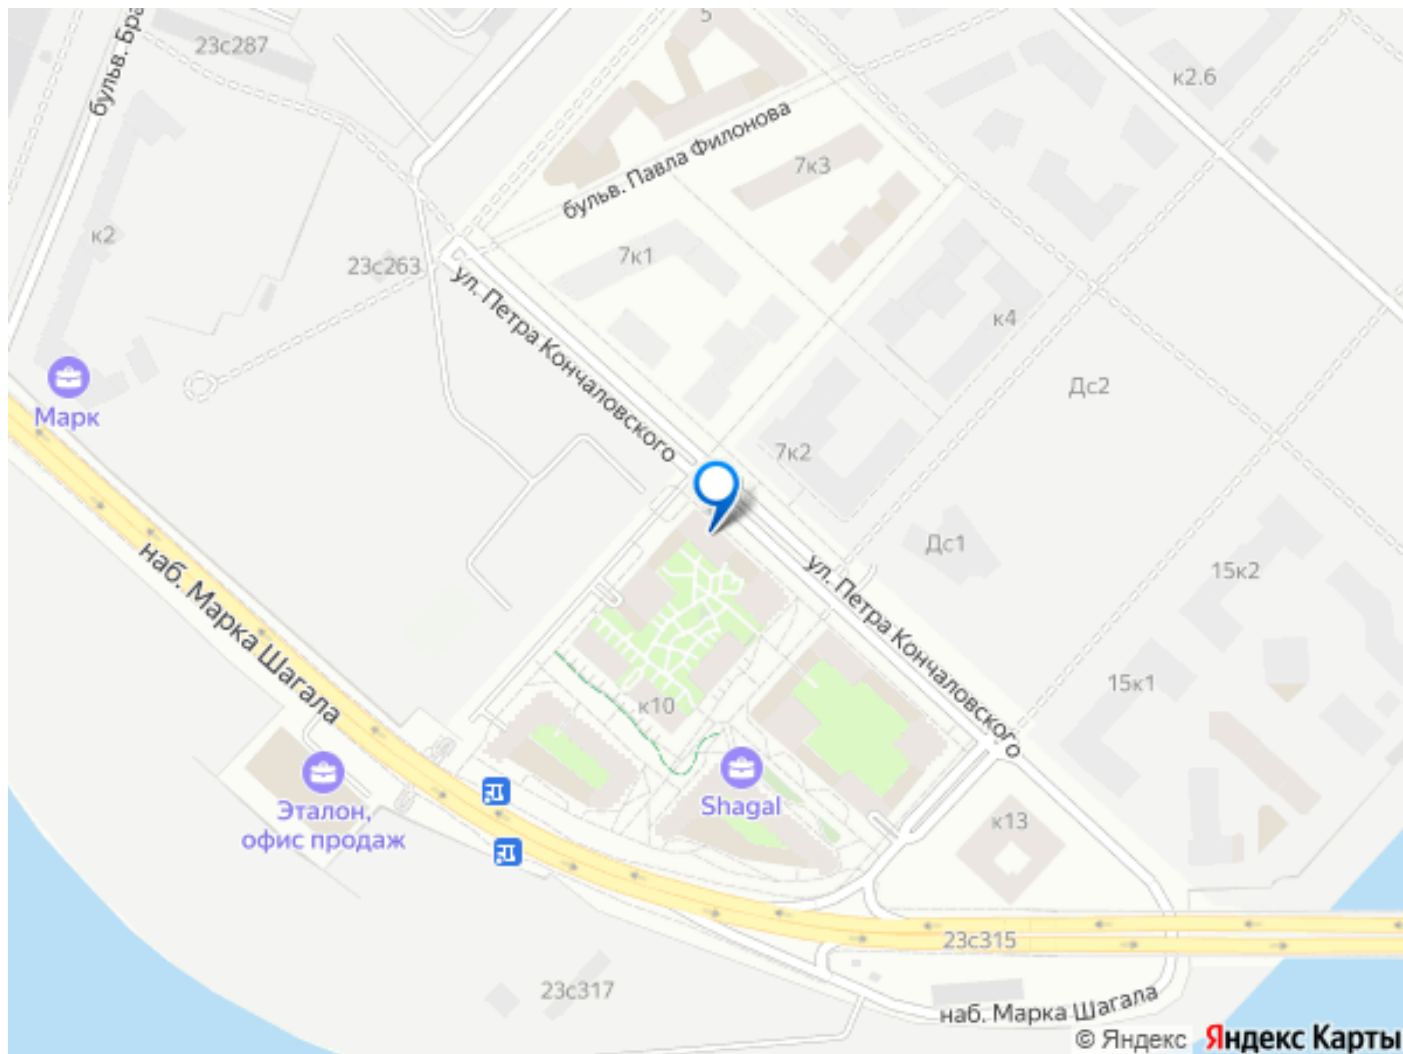 5
23с287
бульв. Бра
к2.6
бульв. Павла Филонова
7к3
к2
7к1
23с263
ул. Петра Кончаловского
к4
Марк
Дс2
7к2
Дс1
наб. Марка Шагала
ул. Петра Кончаловского
15к2
15к1
к10
Shagal
Эталон,
офис продаж
к13
23с315
23с317
наб. Марка Шагала
© Яндекс Яндекс Карты